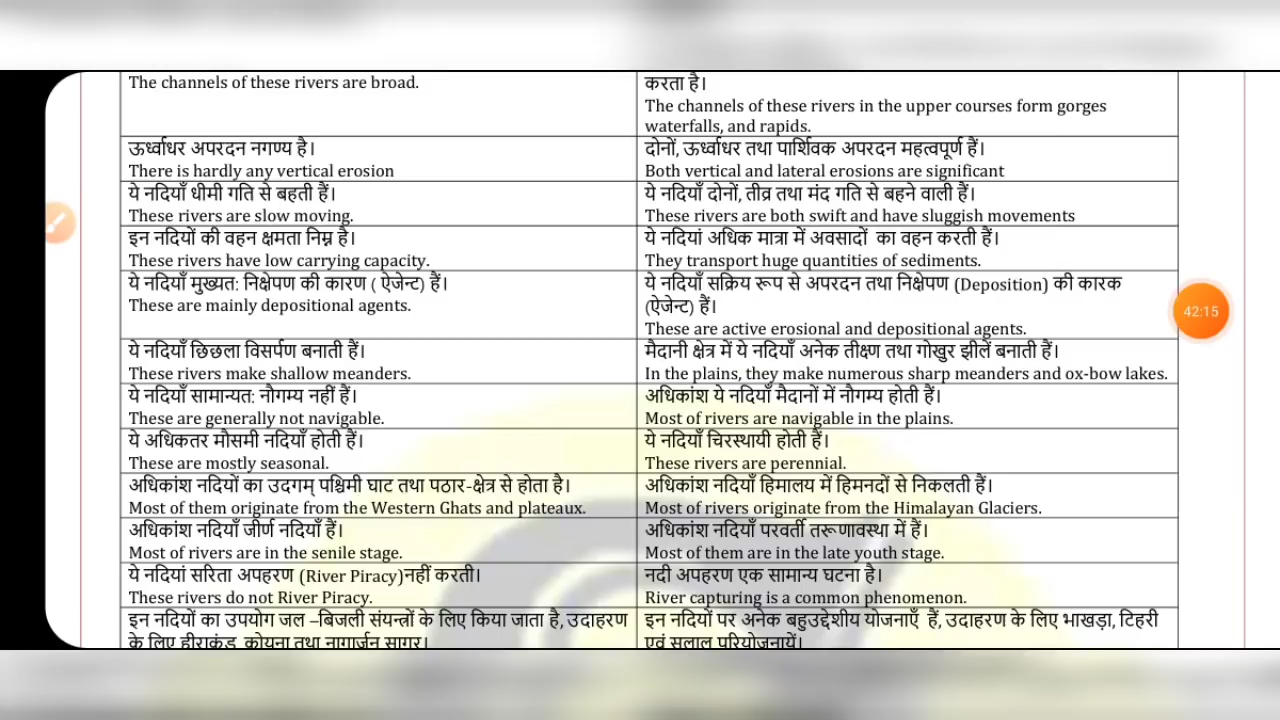 The channels of these rivers are broad.
करता है।
The channels of these rivers in the upper courses form gorges
waterfalls, and rapids.
ऊर्ध्वाधर अपरदन नगण्य है।
There is hardly any vertical erosion
दोनों, ऊर्ध्वाधर तथा पार्श्विक अपरदन महत्वपूर्ण हैं।
Both vertical and lateral erosions are significant
ये नदियाँ धीमी गति से बहती हैं।
These rivers are slow moving.
ये नदियाँ दोनों, तीव्र तथा मंद गति से बहने वाली हैं।
These rivers are both swift and have sluggish movements
इन नदियों की वहन क्षमता निम्न है।
These rivers have low carrying capacity.
ये नदियां अधिक मात्रा में अवसादों का वहन करती हैं।
They transport huge quantities of sediments.
ये नदियाँ मुख्यत: निक्षेपण की कारण ( ऐजेन्ट) हैं।
These are mainly depositional agents.
ये नदियाँ सक्रिय रूप से अपरदन तथा निक्षेपण (Deposition) की कारक
(ऐजेन्ट) हैं।
These are active erosional and depositional agents.
ये नदियाँ छिछला विसर्पण बनाती हैं।
These rivers make shallow meanders.
मैदानी क्षेत्र में ये नदियाँ अनेक तीक्ष्ण तथा गोखुर झीलें बनाती हैं।
In the plains, they make numerous sharp meanders and ox-bow lakes.
ये नदियाँ सामान्यत: नौगम्य नहीं हैं।
These are generally not navigable.
अधिकांश ये नदियाँ मैदानों में नौगम्य होती हैं।
Most of rivers are navigable in the plains.
ये अधिकतर मौसमी नदियाँ होती हैं।
These are mostly seasonal.
ये नदियाँ चिरस्थायी होती हैं।
These rivers are perennial.
अधिकांश नदियों का उदगम् पश्चिमी घाट तथा पठार-क्षेत्र से होता है।
Most of them originate from the Western Ghats and plateaux.
अधिकांश नदियाँ हिमालय में हिमनदों से निकलती हैं।
Most of rivers originate from the Himalayan Glaciers.
अधिकांश नदियाँ जीर्ण नदियाँ हैं।
Most of rivers are in the senile stage.
अधिकांश नदियाँ परवर्ती तरूणावस्था में हैं।
Most of them are in the late youth stage.
ये नदियां सरिता अपहरण (River Piracy)नहीं करती।
These rivers do not River Piracy.
नदी अपहरण एक सामान्य घटना है।
River capturing is a common phenomenon.
इन नदियों का उपयोग जल –बिजली संयन्त्रों के लिए किया जाता है, उदाहरण
के लिए हीराकुंड, कोयना तथा नागार्जुन सागर।
इन नदियों पर अनेक बहुउद्देशीय योजनाएँ हैं, उदाहरण के लिए भाखड़ा, टिहरी
एवं सलाल परियोजनायें।
42:15